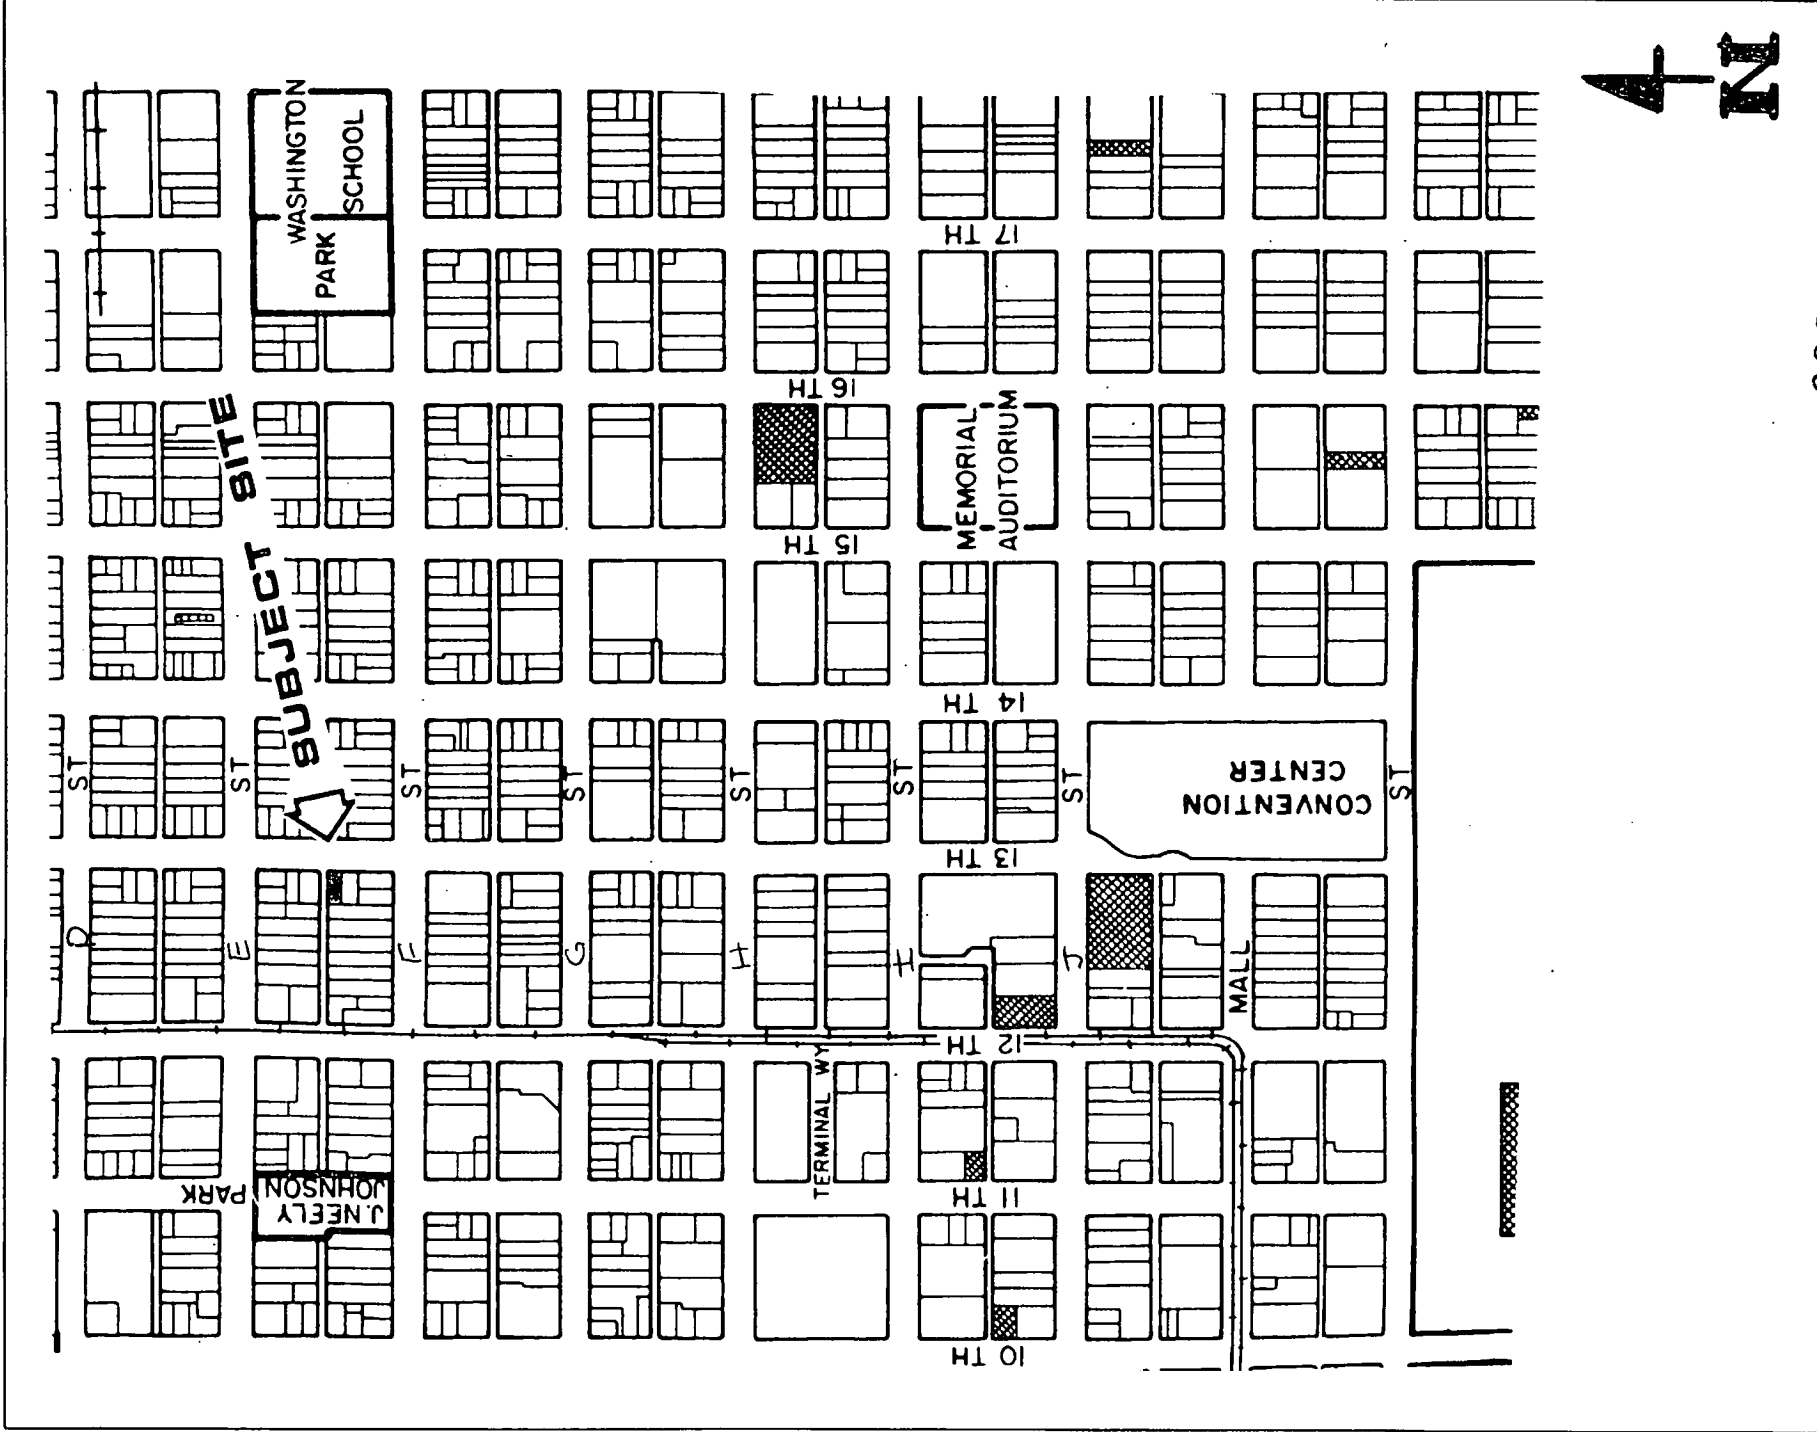 N
WASHINGTON
SCHOOL
PARK
17 TH
16 TH
SUBJECT SITE
MEMORIAL
AUDITORIUM
15 TH
14 TH
ST
ST
ST
ST
ST
ST
ST
ST
CONVENTION
CENTER
13 TH
D
E
F
G
H
J
MALL
12 TH
TERMINAL WY
J. NEELY
JOHNSON
PARK
11 TH
10 TH